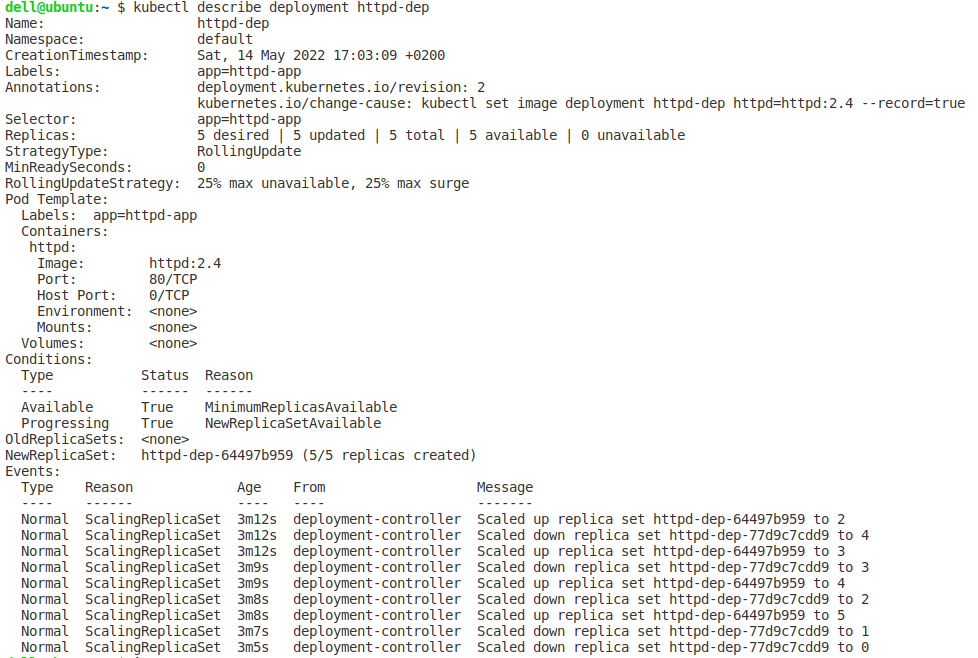 dell@ubuntu:~ $ kubectl describe deployment httpd-dep
Name:                   httpd-dep
Namespace:              default
CreationTimestamp:      Sat, 14 May 2022 17:03:09 +0200
Labels:                 app=httpd-app
Annotations:            deployment.kubernetes.io/revision: 2
                        kubernetes.io/change-cause: kubectl set image deployment httpd-dep httpd=httpd:2.4 --record=true
Selector:               app=httpd-app
Replicas:               5 desired | 5 updated | 5 total | 5 available | 0 unavailable
StrategyType:           RollingUpdate
MinReadySeconds:        0
RollingUpdateStrategy:  25% max unavailable, 25% max surge
Pod Template:
  Labels:  app=httpd-app
  Containers:
   httpd:
    Image:        httpd:2.4
    Port:         80/TCP
    Host Port:    0/TCP
    Environment:  <none>
    Mounts:       <none>
  Volumes:        <none>
Conditions:
  Type           Status  Reason
  ----           ------  ------
  Available      True    MinimumReplicasAvailable
  Progressing    True    NewReplicaSetAvailable
OldReplicaSets:  <none>
NewReplicaSet:   httpd-dep-64497b959 (5/5 replicas created)
Events:
  Type    Reason             Age    From                   Message
  ----    ------             ----   ----                   -------
  Normal  ScalingReplicaSet  3m12s  deployment-controller  Scaled up replica set httpd-dep-64497b959 to 2
  Normal  ScalingReplicaSet  3m12s  deployment-controller  Scaled down replica set httpd-dep-77d9c7cdd9 to 4
  Normal  ScalingReplicaSet  3m12s  deployment-controller  Scaled up replica set httpd-dep-64497b959 to 3
  Normal  ScalingReplicaSet  3m9s   deployment-controller  Scaled down replica set httpd-dep-77d9c7cdd9 to 3
  Normal  ScalingReplicaSet  3m9s   deployment-controller  Scaled up replica set httpd-dep-64497b959 to 4
  Normal  ScalingReplicaSet  3m8s   deployment-controller  Scaled down replica set httpd-dep-77d9c7cdd9 to 2
  Normal  ScalingReplicaSet  3m8s   deployment-controller  Scaled up replica set httpd-dep-64497b959 to 5
  Normal  ScalingReplicaSet  3m7s   deployment-controller  Scaled down replica set httpd-dep-77d9c7cdd9 to 1
  Normal  ScalingReplicaSet  3m5s   deployment-controller  Scaled down replica set httpd-dep-77d9c7cdd9 to 0